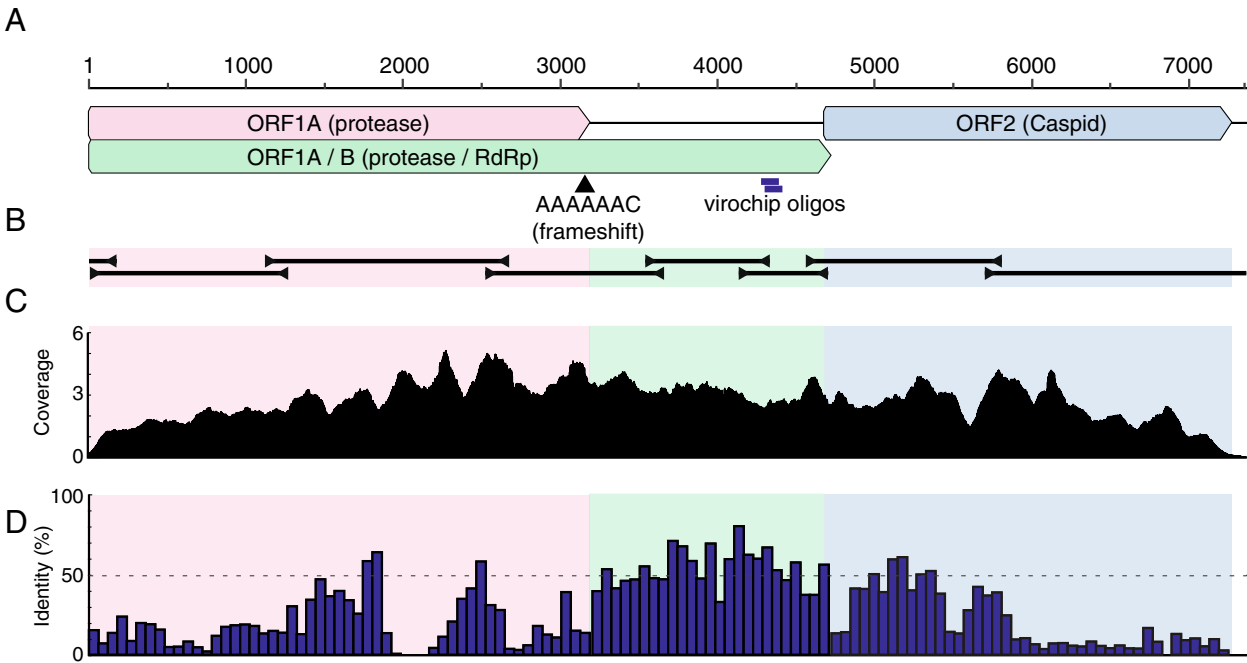 A
1 1000 2000 3000 4000 5000 6000 7000
ORF1A (protease)
ORF2 (Caspid)
ORF1A / B (protease / RdRp)
AAAAAAC
(frameshift)
virochip oligos
B
C
6
3
0
Coverage
D
100
50
0
Identity (%)